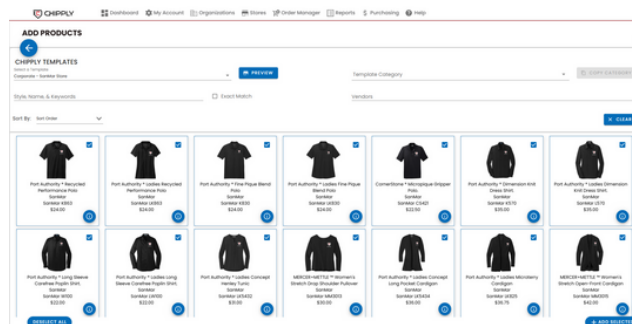 CHIPPLY
Dashboard My Account Organizations Stores Order Manager Reports Purchasing Help
ADD PRODUCTS
CHIPPLY TEMPLATES
Select a Template
Corporate - SanMar Store
PREVIEW
Template Category
COPY CATEGORY
Style, Name, & Keywords
Exact Match
Vendors
Sort By: Sort Order
CLEAR
Port Authority ® Recycled Performance Polo
SanMar
SanMar K863
$24.00
Port Authority ® Ladies Recycled Performance Polo
SanMar
SanMar LK863
$24.00
Port Authority ® Fine Pique Blend Polo
SanMar
SanMar K830
$24.00
Port Authority ® Ladies Fine Pique Blend Polo
SanMar
SanMar LK830
$24.00
CornerStone ® Micropique Gripper Polo.
SanMar
SanMar CS421
$22.50
Port Authority ® Dimension Knit Dress Shirt.
SanMar
SanMar K570
$35.00
Port Authority ® Ladies Dimension Knit Dress Shirt.
SanMar
SanMar L570
$35.00
Port Authority ® Long Sleeve Carefree Poplin Shirt.
SanMar
SanMar W100
$22.00
Port Authority ® Ladies Long Sleeve Carefree Poplin Shirt.
SanMar
SanMar LW100
$22.00
Port Authority ® Ladies Concept Henley Tunic
SanMar
SanMar LK5432
$31.00
MERCER+METTLE ™ Women's Stretch Drop Shoulder Pullover
SanMar
SanMar MM3013
$30.00
Port Authority ® Ladies Concept Long Pocket Cardigan
SanMar
SanMar LK5434
$36.00
Port Authority ® Ladies Microterry Cardigan
SanMar
SanMar LK825
$36.75
MERCER+METTLE ™ Women's Stretch Open-Front Cardigan
SanMar
SanMar MM3015
$42.00
DESELECT ALL
+ ADD SELECTED